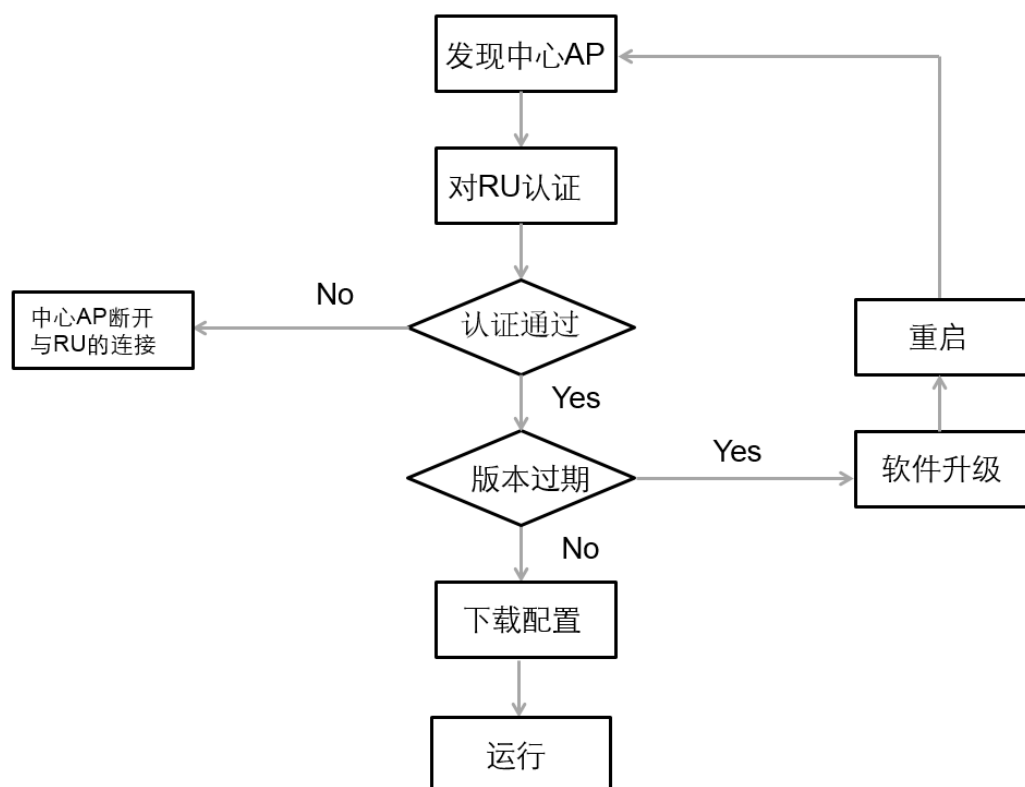 发现中心AP
对RU认证
No
中心AP断开
与RU的连接
认证通过
重启
Yes
版本过期
Yes
软件升级
No
下载配置
运行